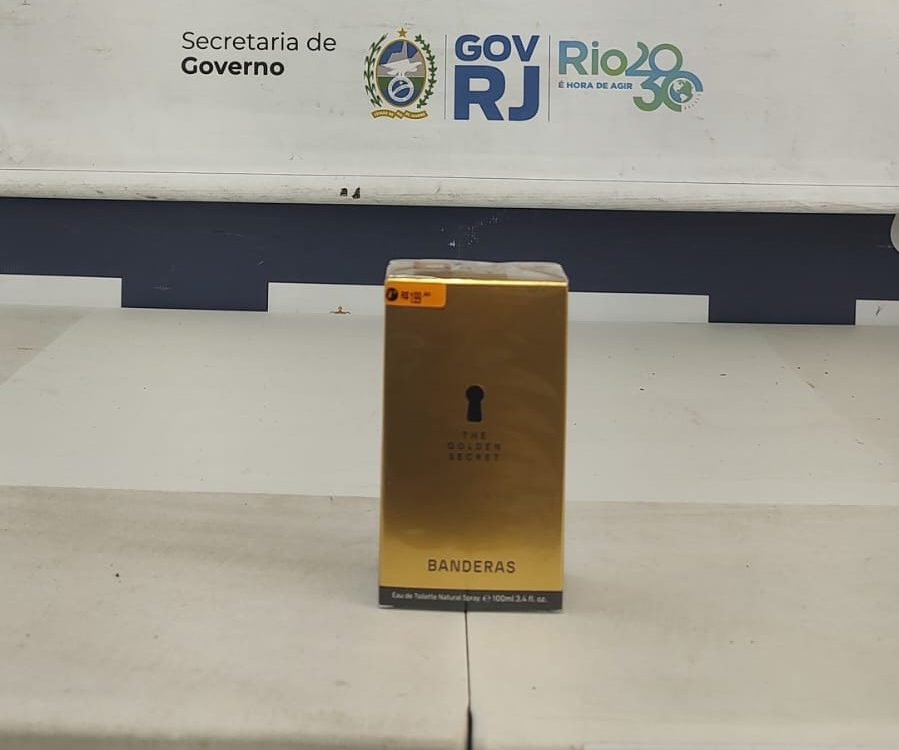 Secretaria de
Governo
GOV
RJ
Rio2030
É HORA DE AGIR
THE
GOLDEN
SECRET
BANDERAS
Eau de Toilette Natural Spray ℮ 100ml 3.4 fl. oz.